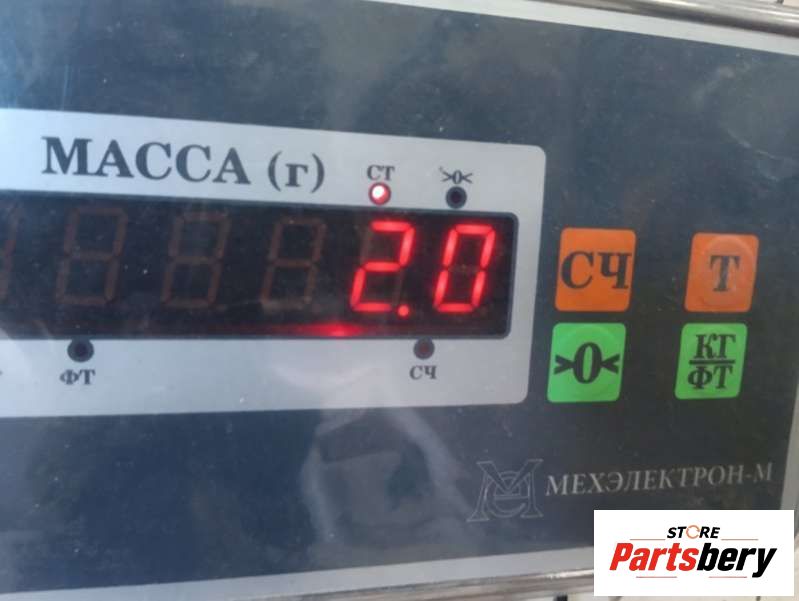 МАССА (г)
СТ >0<
2.0
ФТ СЧ
СЧ Т
>0< КГ
ФТ
МЕХЭЛЕКТРОН-М
STORE
Partsbery